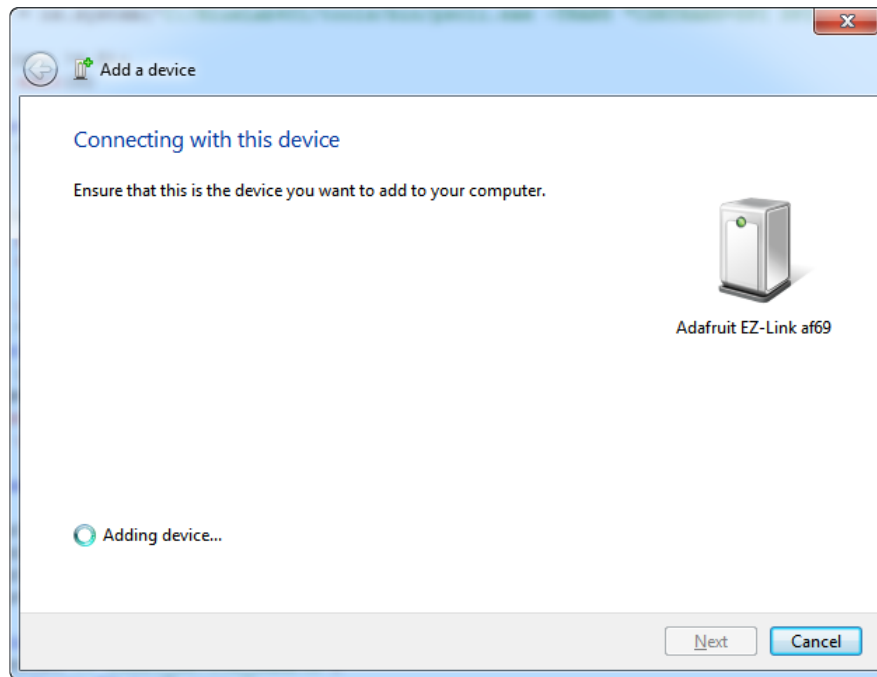 Add a device
Connecting with this device
Ensure that this is the device you want to add to your computer.
Adafruit EZ-Link af69
Adding device...
Next
Cancel